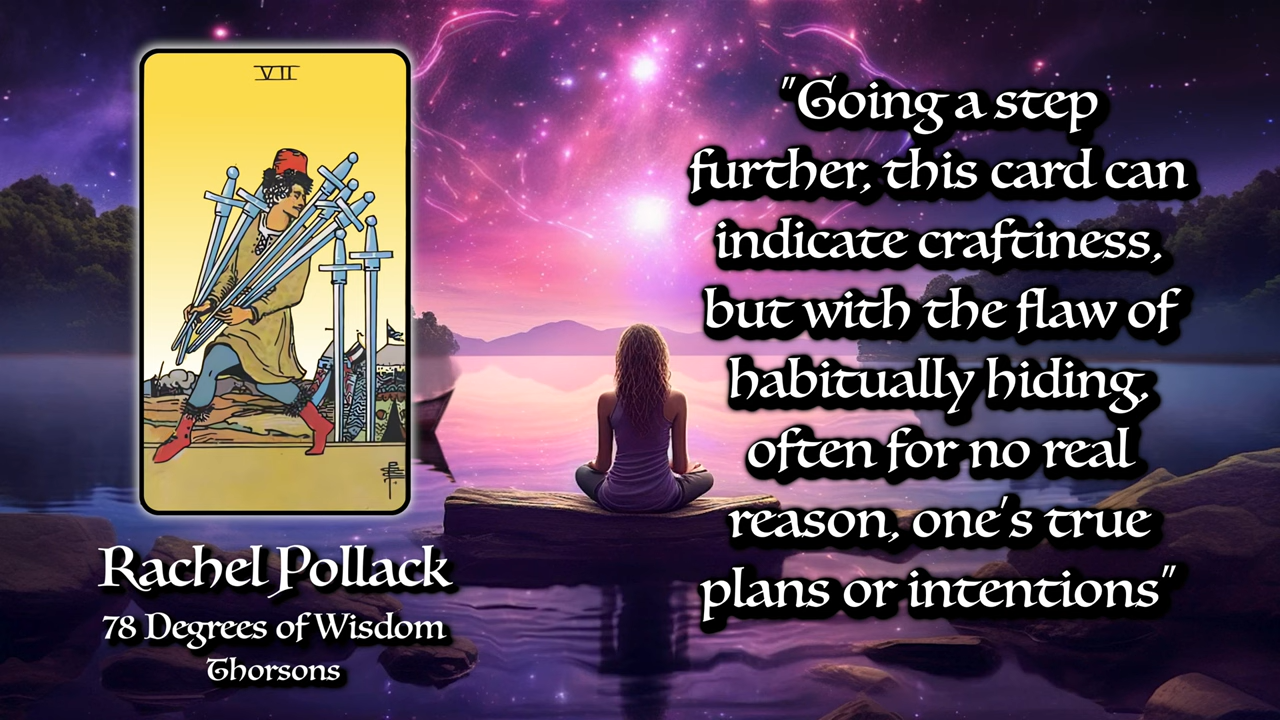 VII
Rachel Pollack
78 Degrees of Wisdom
Thorsons
"Going a step
further, this card can
indicate craftiness,
but with the flaw of
habitually hiding,
often for no real
reason, one's true
plans or intentions"